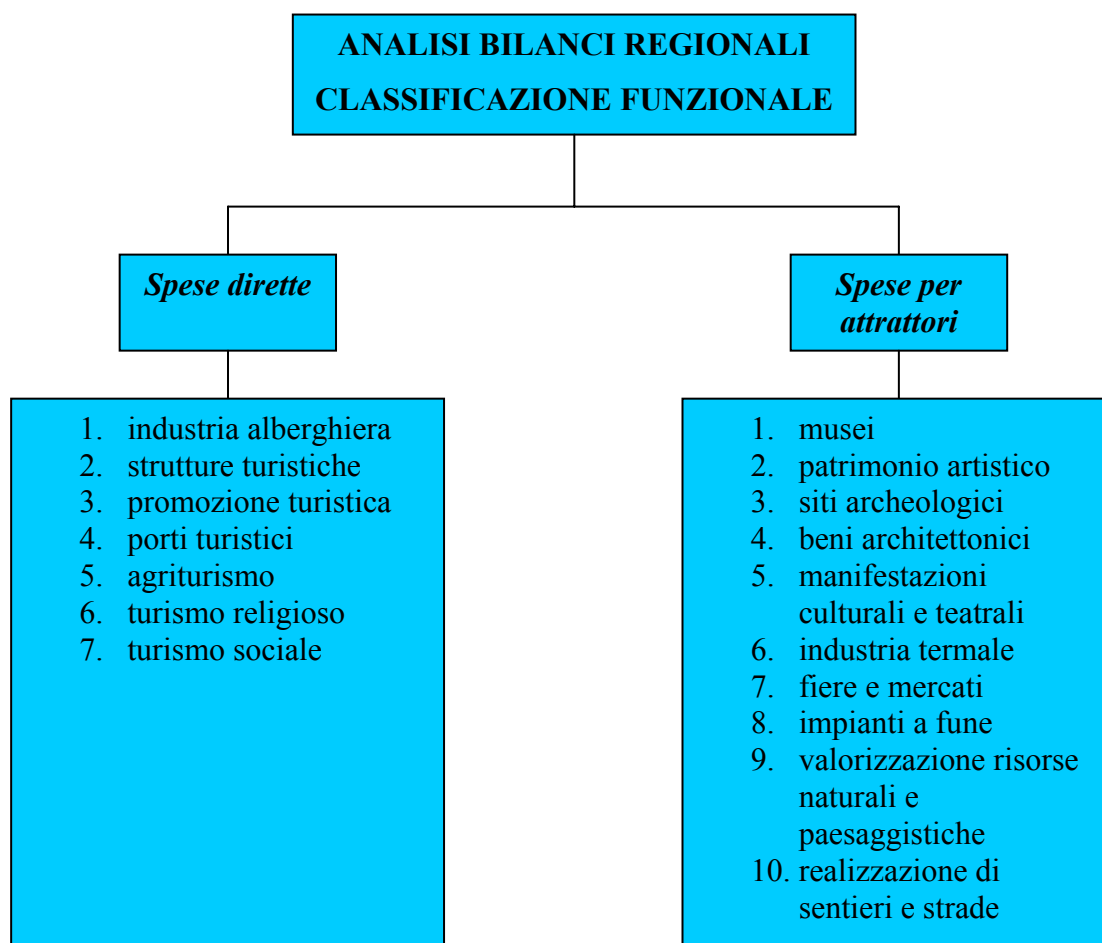 ANALISI BILANCI REGIONALI
CLASSIFICAZIONE FUNZIONALE
Spese dirette
1. industria alberghiera
2. strutture turistiche
3. promozione turistica
4. porti turistici
5. agriturismo
6. turismo religioso
7. turismo sociale
Spese per
attrattori
1. musei
2. patrimonio artistico
3. siti archeologici
4. beni architettonici
5. manifestazioni
culturali e teatrali
6. industria termale
7. fiere e mercati
8. impianti a fune
9. valorizzazione risorse
naturali e
paesaggistiche
10. realizzazione di
sentieri e strade